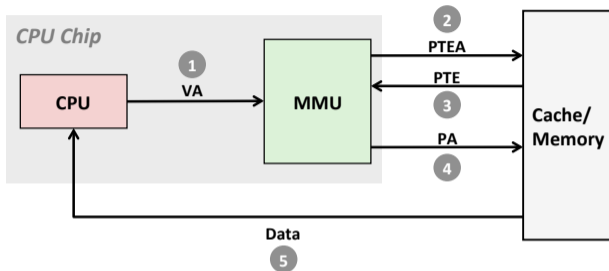 CPU Chip
2
PTEA
1
CPU
VA
MMU
PTE
3
Cache/
Memory
PA
4
Data
5